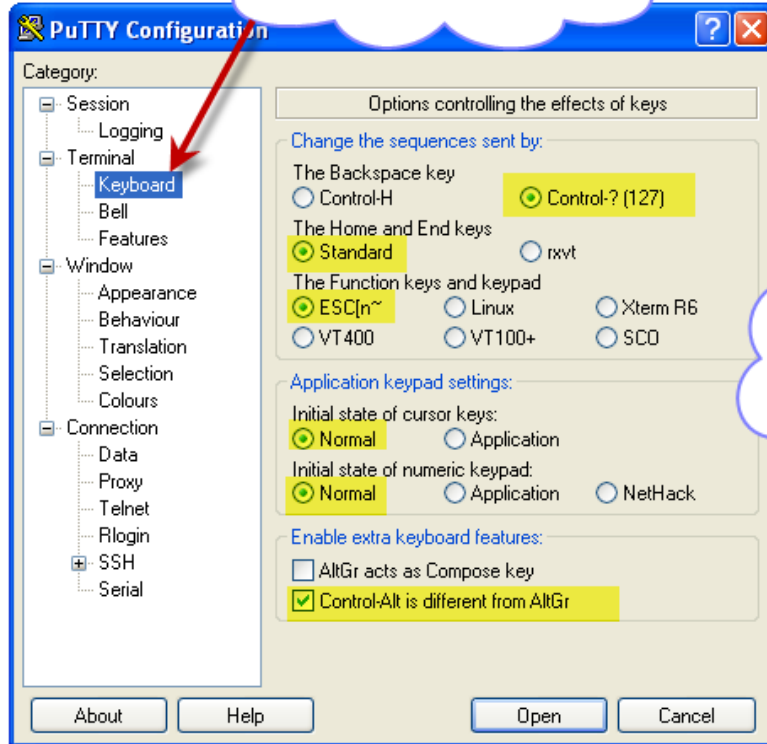 PuTTY Configuration
Category:
Session
Logging
Terminal
Keyboard
Bell
Features
Window
Appearance
Behaviour
Translation
Selection
Colours
Connection
Data
Proxy
Telnet
Rlogin
SSH
Serial
Options controlling the effects of keys
Change the sequences sent by:
The Backspace key
Control-H Control-? (127)
The Home and End keys
Standard rxvt
The Function keys and keypad
ESC[n~ Linux Xterm R6
VT400 VT100+ SCO
Application keypad settings:
Initial state of cursor keys:
Normal Application
Initial state of numeric keypad:
Normal Application NetHack
Enable extra keyboard features:
AltGr acts as Compose key
Control-Alt is different from AltGr
About Help Open Cancel